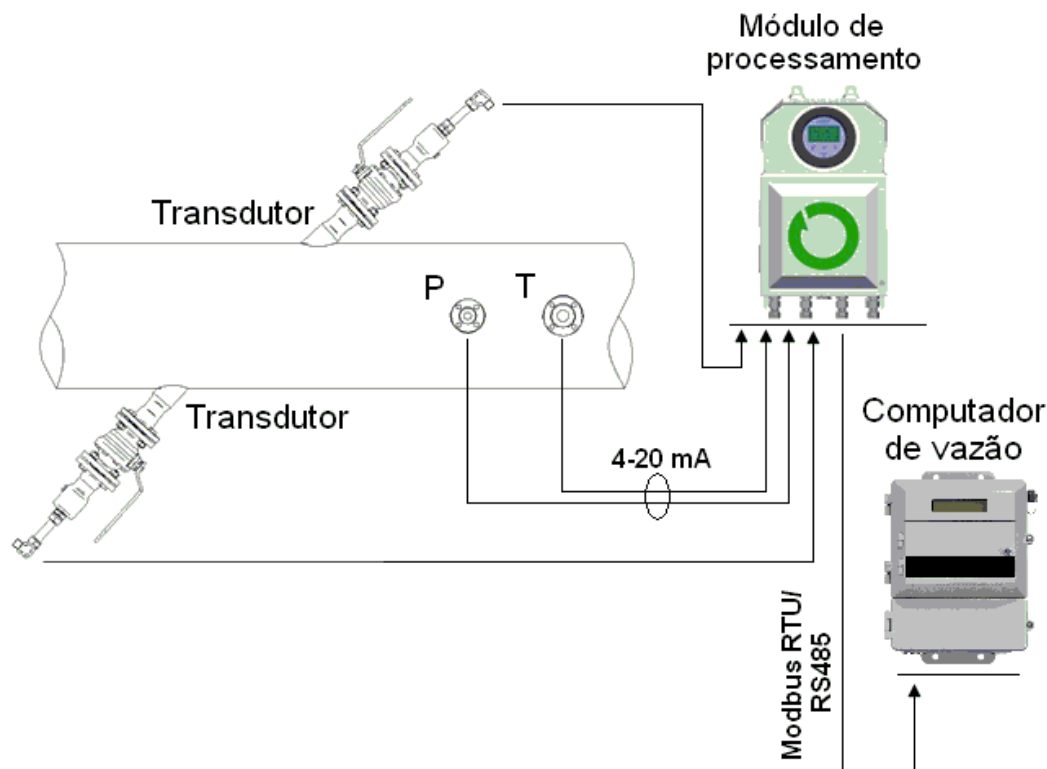 Módulo de
processamento
Transdutor
P
T
Transdutor
Computador
de vazão
4-20 mA
Modbus RTU/
RS485